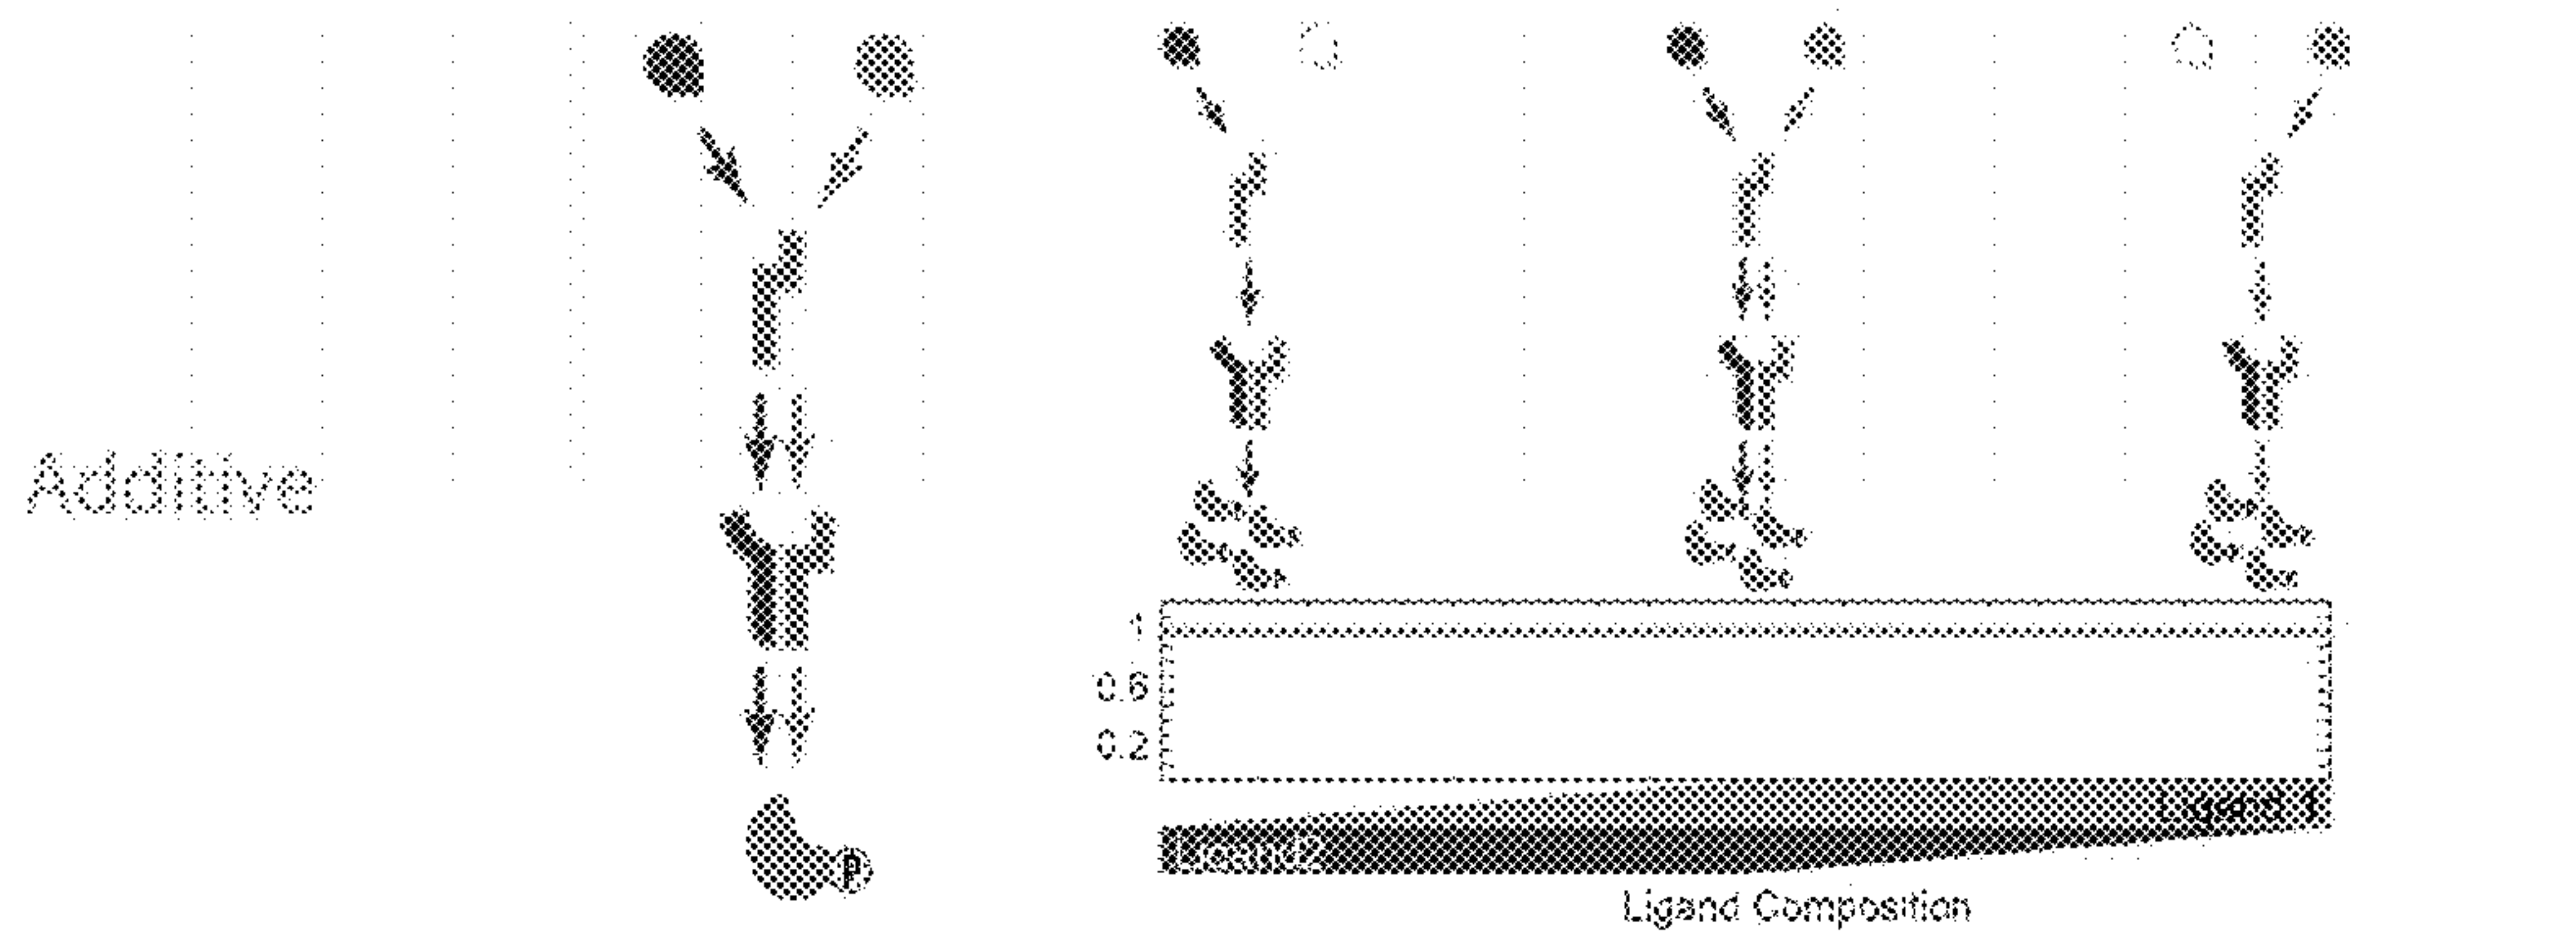 Additive
P
1
0.6
0.2
Ligand 1
Ligand2
Ligand Composition